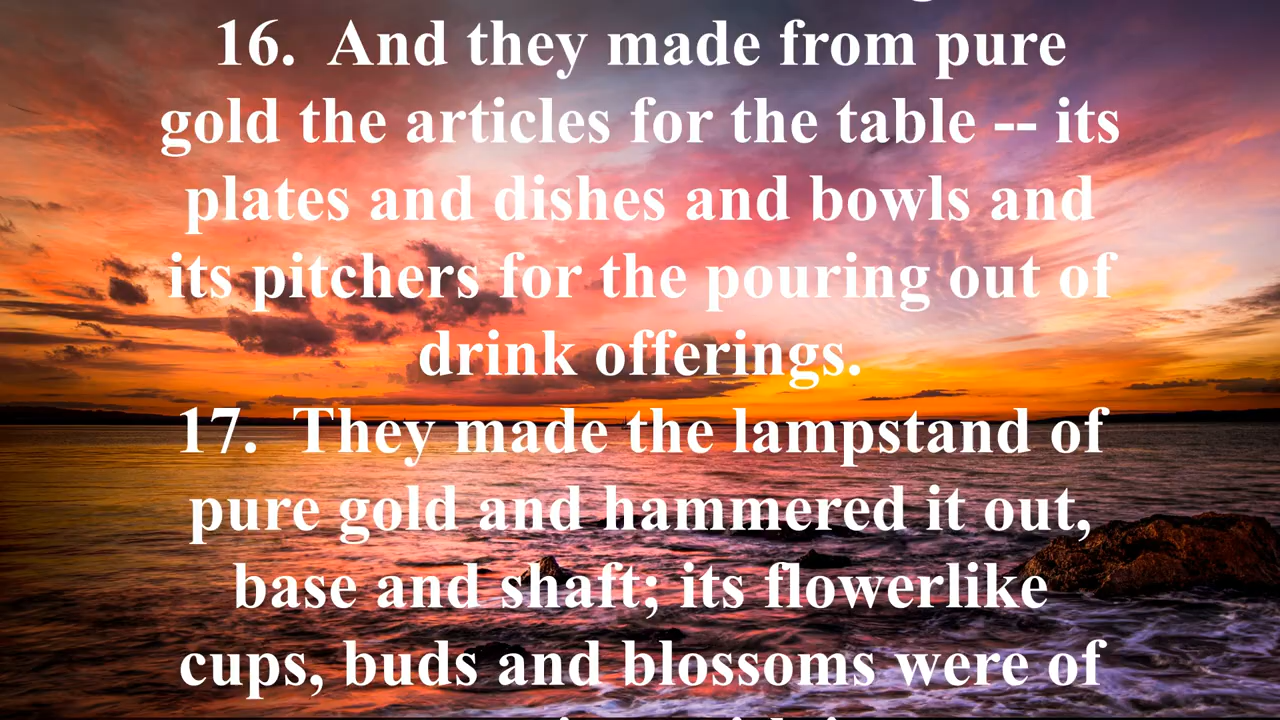 16.  And they made from pure
gold the articles for the table -- its
plates and dishes and bowls and
its pitchers for the pouring out of
drink offerings.
17.  They made the lampstand of
pure gold and hammered it out,
base and shaft; its flowerlike
cups, buds and blossoms were of